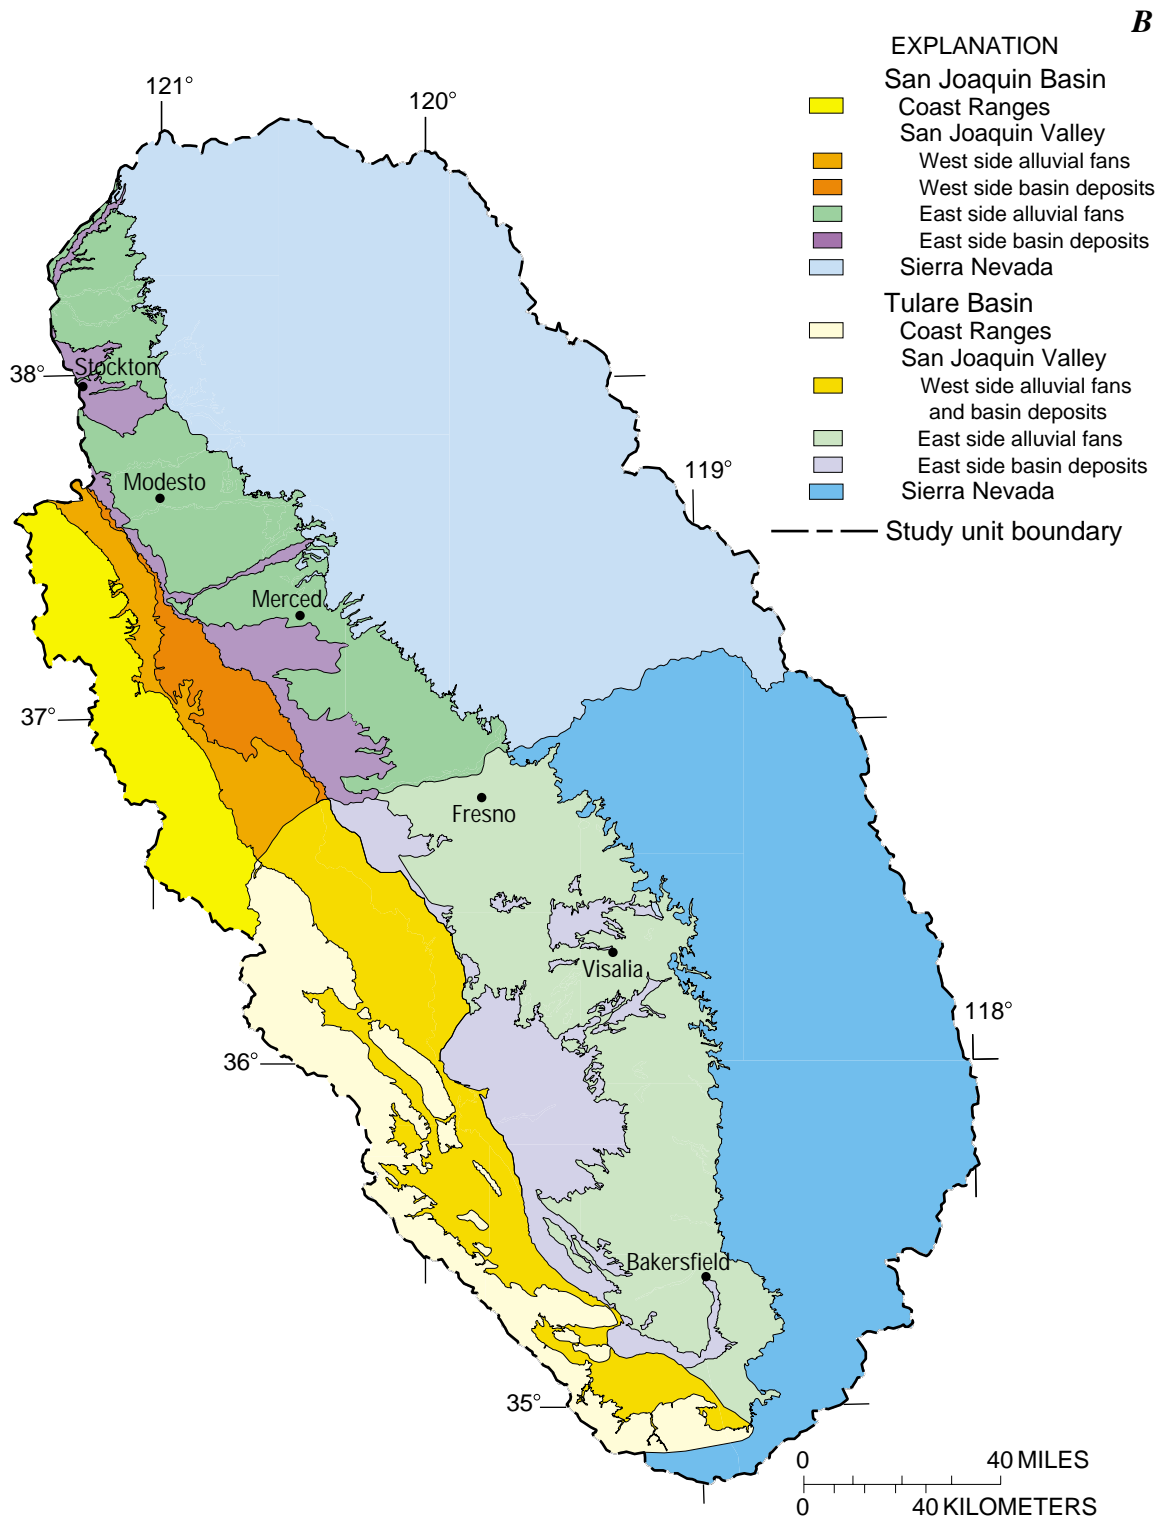 B
EXPLANATION
San Joaquin Basin
Coast Ranges
San Joaquin Valley
West side alluvial fans
West side basin deposits
East side alluvial fans
East side basin deposits
Sierra Nevada
Tulare Basin
Coast Ranges
San Joaquin Valley
West side alluvial fans
and basin deposits
East side alluvial fans
East side basin deposits
Sierra Nevada
Study unit boundary
121°
120°
38°
Stockton
119°
Modesto
Merced
37°
Fresno
Visalia
118°
36°
Bakersfield
35°
0 40 MILES
0 40 KILOMETERS